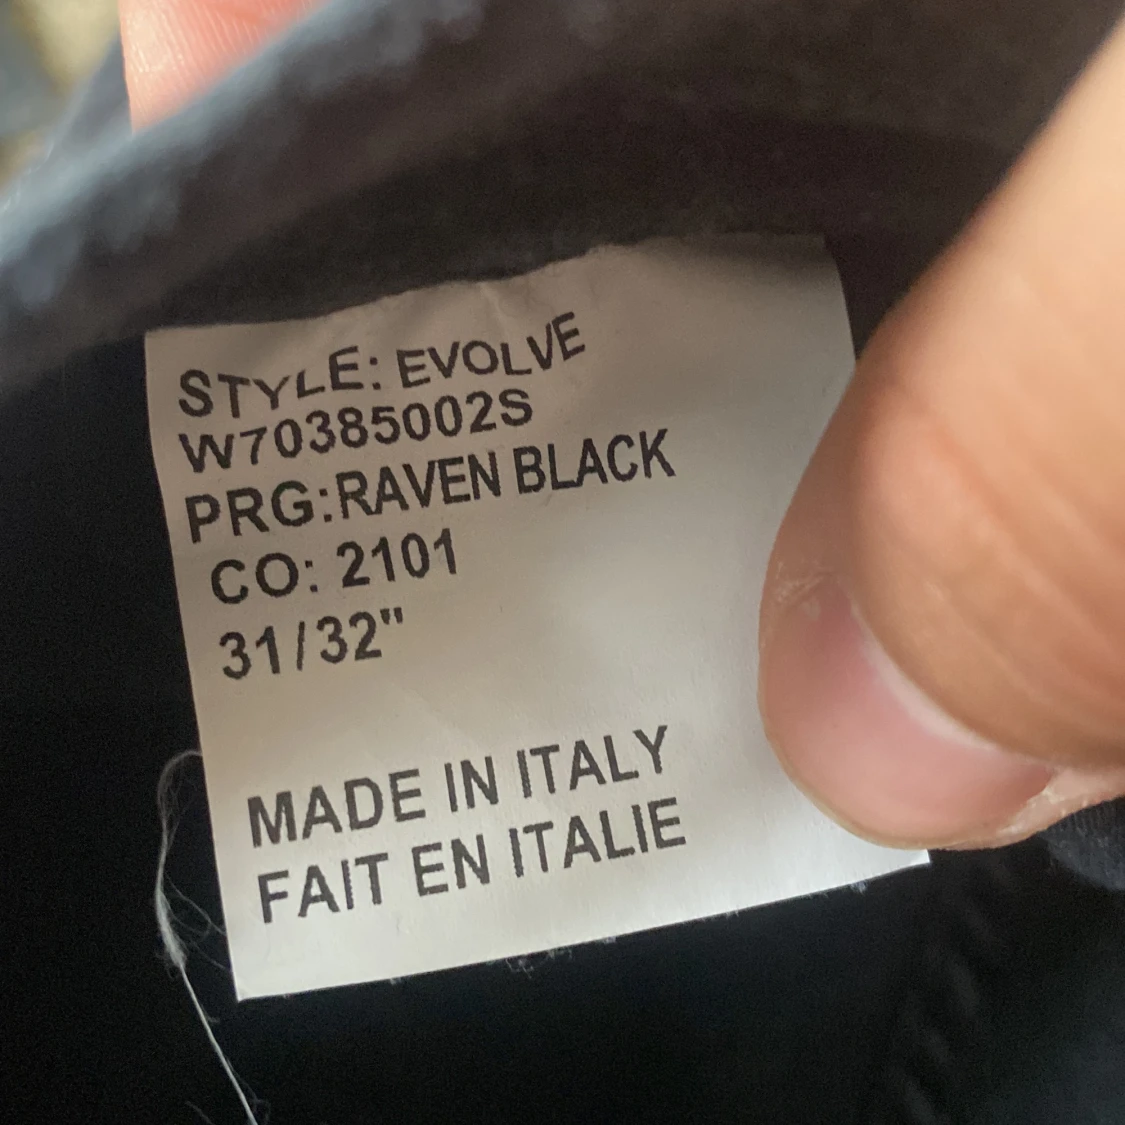 STYLE: EVOLVE
W70385002S
PRG:RAVEN BLACK
CO: 2101
31/32"
MADE IN ITALY
FAIT EN ITALIE